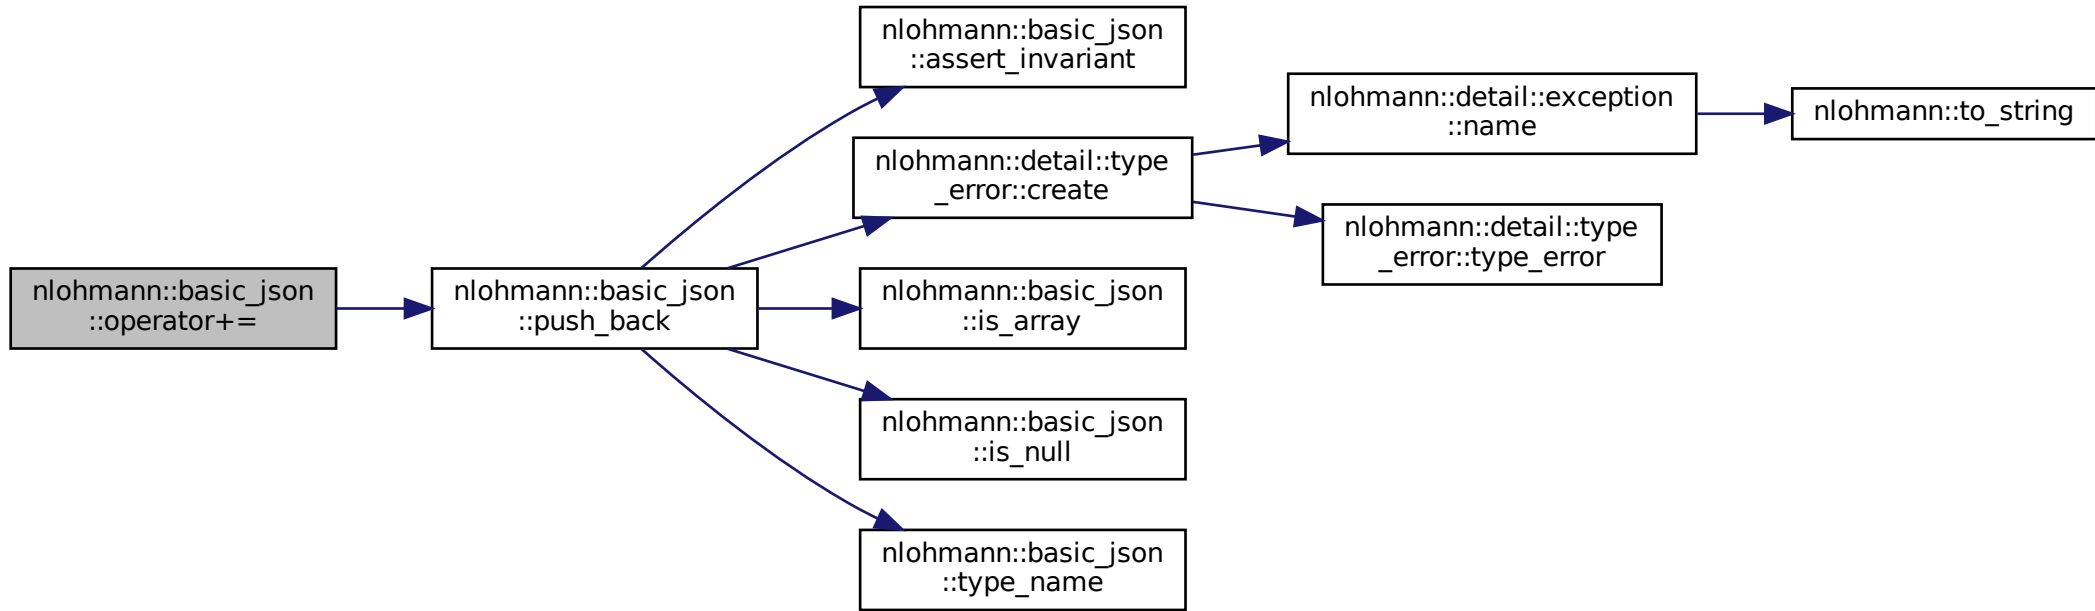 nlohmann::basic_json
::operator+=
nlohmann::basic_json
::push_back
nlohmann::basic_json
::assert_invariant
nlohmann::detail::type
_error::create
nlohmann::detail::exception
::name
nlohmann::to_string
nlohmann::detail::type
_error::type_error
nlohmann::basic_json
::is_array
nlohmann::basic_json
::is_null
nlohmann::basic_json
::type_name